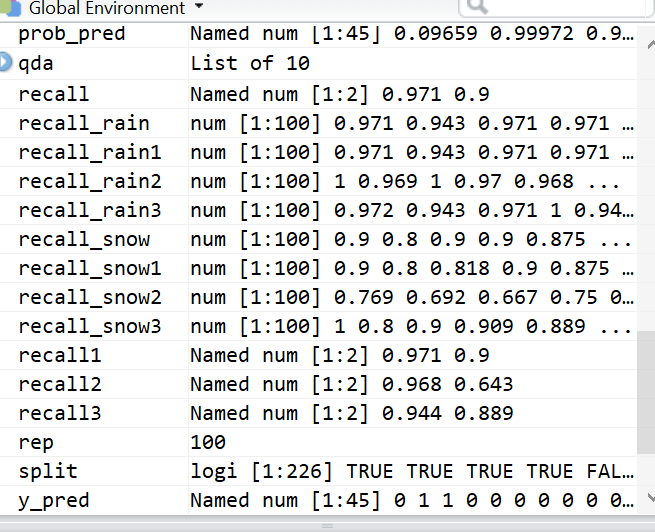 Global Environment
prob_pred Named num [1:45] 0.09659 0.99972 0.9…
qda List of 10
recall Named num [1:2] 0.971 0.9
recall_rain num [1:100] 0.971 0.943 0.971 0.971 …
recall_rain1 num [1:100] 0.971 0.943 0.971 0.971 …
recall_rain2 num [1:100] 1 0.969 1 0.97 0.968 ...
recall_rain3 num [1:100] 0.972 0.943 0.971 1 0.94…
recall_snow num [1:100] 0.9 0.8 0.9 0.9 0.875 ...
recall_snow1 num [1:100] 0.9 0.8 0.818 0.9 0.875 …
recall_snow2 num [1:100] 0.769 0.692 0.667 0.75 0…
recall_snow3 num [1:100] 1 0.8 0.9 0.909 0.889 ...
recall1 Named num [1:2] 0.971 0.9
recall2 Named num [1:2] 0.968 0.643
recall3 Named num [1:2] 0.944 0.889
rep 100
split logi [1:226] TRUE TRUE TRUE TRUE FAL…
y_pred Named num [1:45] 0 1 1 0 0 0 0 0 0 0…